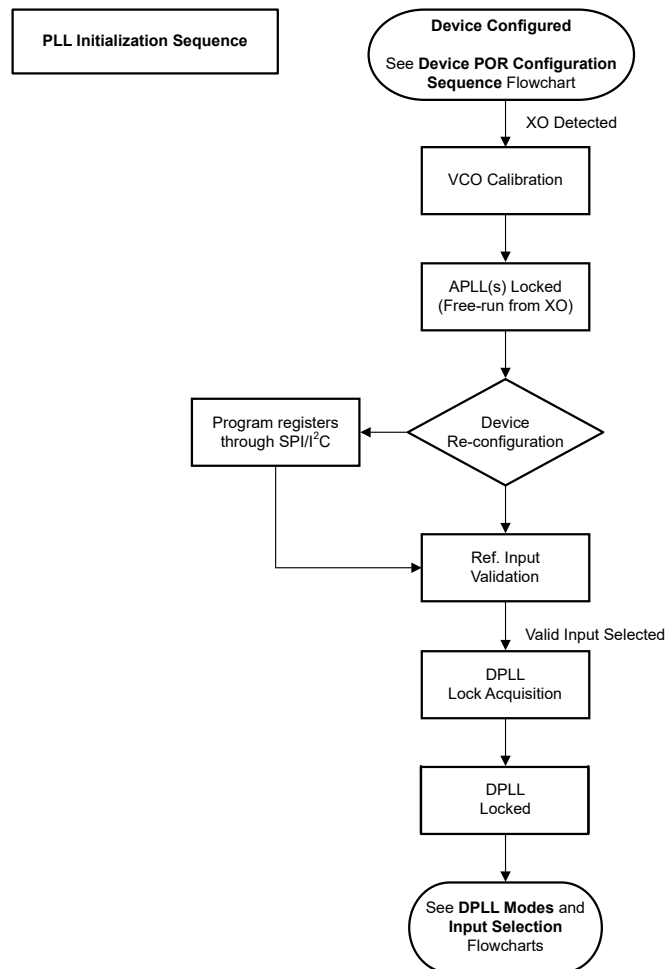 PLL Initialization Sequence
Device Configured
See Device POR Configuration
Sequence Flowchart
XO Detected
VCO Calibration
APLL(s) Locked
(Free-run from XO)
Device
Re-configuration
Program registers
through SPI/I²C
Ref. Input
Validation
Valid Input Selected
DPLL
Lock Acquisition
DPLL
Locked
See DPLL Modes and
Input Selection
Flowcharts